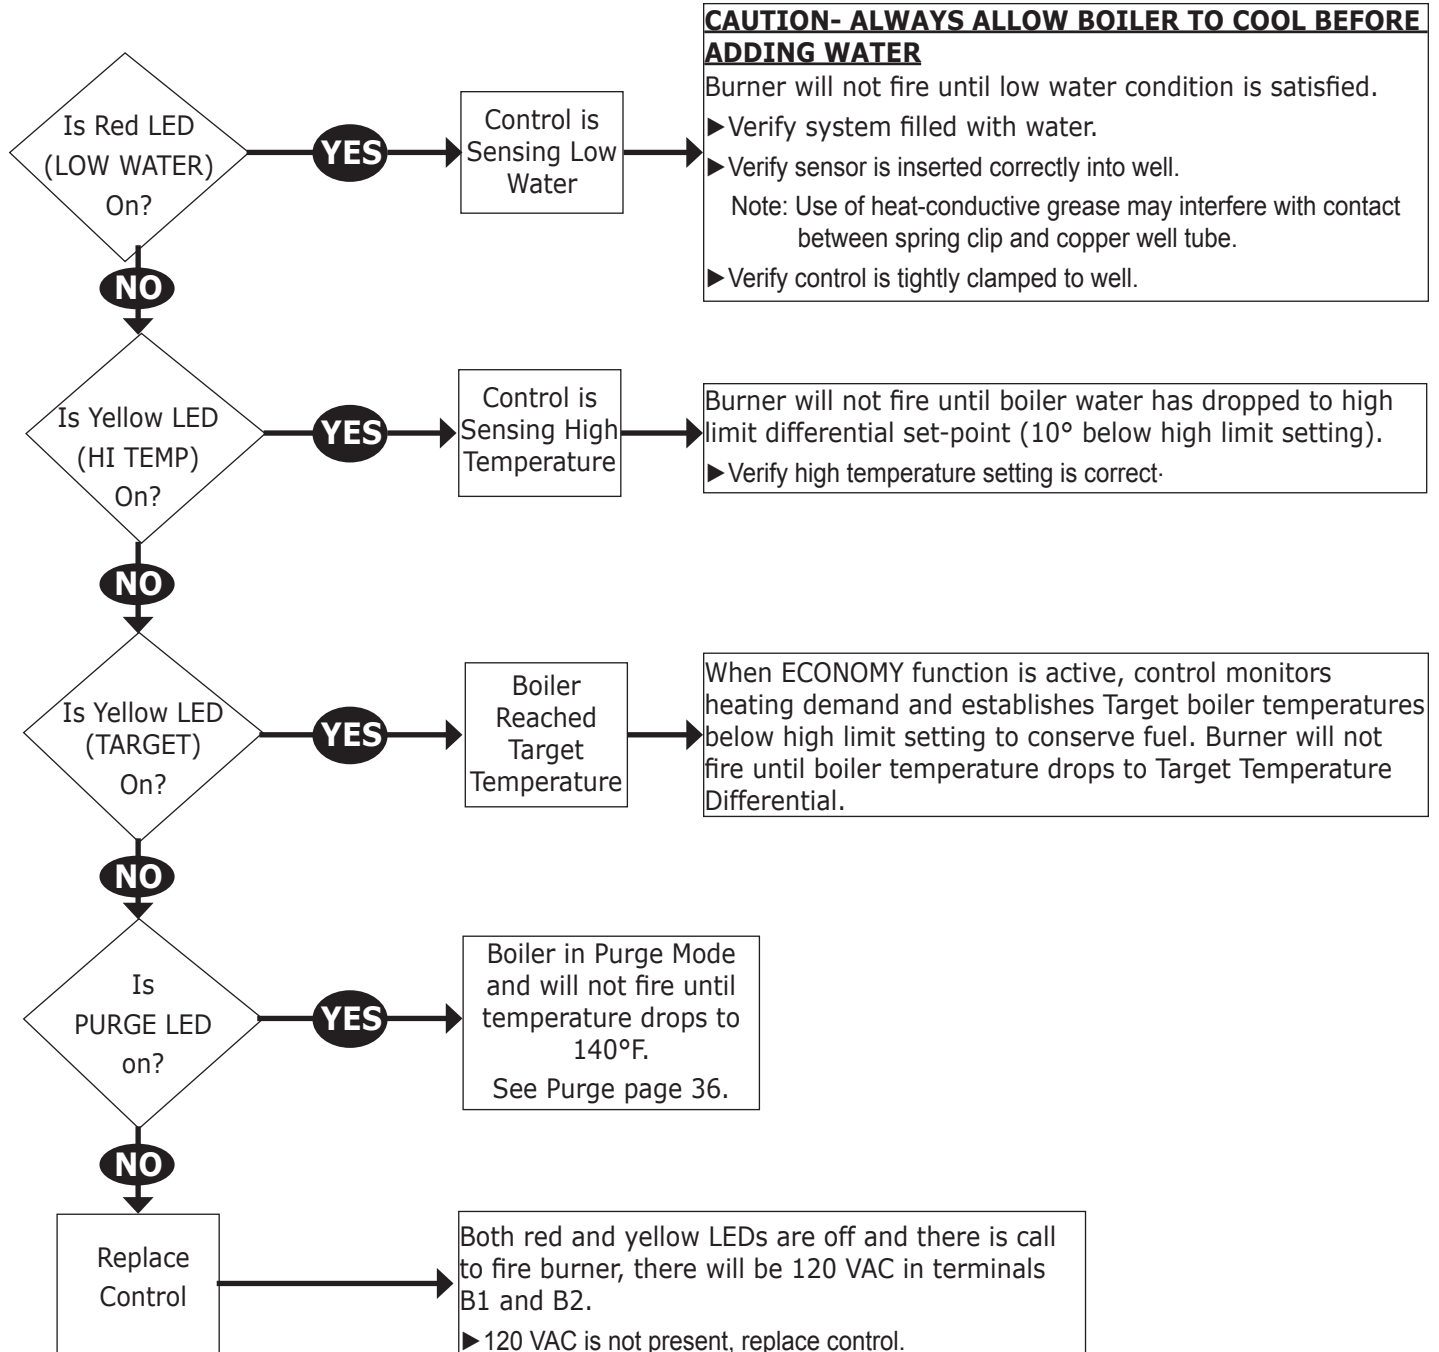 CAUTION- ALWAYS ALLOW BOILER TO COOL BEFORE
ADDING WATER
Burner will not fire until low water condition is satisfied.
►Verify system filled with water.
►Verify sensor is inserted correctly into well.
Note: Use of heat-conductive grease may interfere with contact
between spring clip and copper well tube.
►Verify control is tightly clamped to well.
Is Red LED
(LOW WATER)
On?
YES
Control is
Sensing Low
Water
NO
Is Yellow LED
(HI TEMP)
On?
YES
Control is
Sensing High
Temperature
Burner will not fire until boiler water has dropped to high
limit differential set-point (10° below high limit setting).
►Verify high temperature setting is correct.
NO
Is Yellow LED
(TARGET)
On?
YES
Boiler
Reached
Target
Temperature
When ECONOMY function is active, control monitors
heating demand and establishes Target boiler temperatures
below high limit setting to conserve fuel. Burner will not
fire until boiler temperature drops to Target Temperature
Differential.
NO
Is
PURGE LED
on?
YES
Boiler in Purge Mode
and will not fire until
temperature drops to
140°F.
See Purge page 36.
NO
Replace
Control
Both red and yellow LEDs are off and there is call
to fire burner, there will be 120 VAC in terminals
B1 and B2.
►120 VAC is not present, replace control.